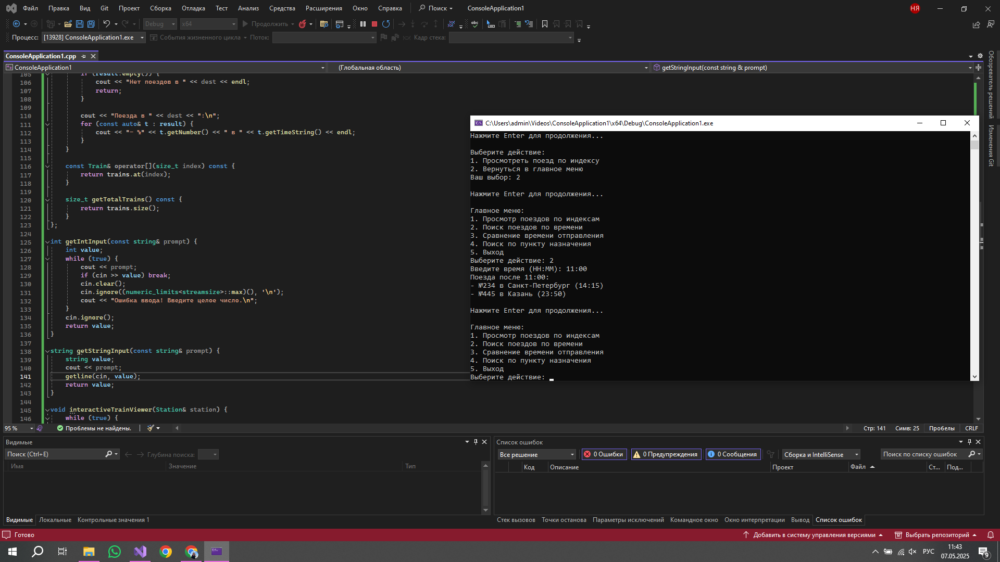 Файл Правка Вид Git Проект Сборка Отладка Тест Анализ Средства Расширения Окно Справка Поиск ConsoleApplication1 НЯ
Debug x64 Продолжить
Процесс: [13928] ConsoleApplication1.exe События жизненного цикла Поток: Кадр стека:
ConsoleApplication1.cpp
ConsoleApplication1 (Глобальная область) getStringInput(const string & prompt)
105 if (result.empty()) {
106 cout << "Нет поездов в " << dest << endl;
107 return;
108 }
109
110 cout << "Поезда в " << dest << ":\n";
111 for (const auto& t : result) {
112 cout << "- №" << t.getNumber() << " в " << t.getTimeString() << endl;
113 }
114 }
115
116 const Train& operator[](size_t index) const {
117 return trains.at(index);
118 }
119
120 size_t getTotalTrains() const {
121 return trains.size();
122 }
123 };
124
125 int getIntInput(const string& prompt) {
126 int value;
127 while (true) {
128 cout << prompt;
129 if (cin >> value) break;
130 cin.clear();
131 cin.ignore((numeric_limits<streamsize>::max)(), '\n');
132 cout << "Ошибка ввода! Введите целое число.\n";
133 }
134 cin.ignore();
135 return value;
136 }
137
138 string getStringInput(const string& prompt) {
139 string value;
140 cout << prompt;
141 getline(cin, value);
142 return value;
143 }
144
145 void interactiveTrainViewer(Station& station) {
146 while (true) {
C:\Users\admin\Videos\ConsoleApplication1\x64\Debug\ConsoleApplication1.exe
Нажмите Enter для продолжения...
Выберите действие:
1. Просмотреть поезд по индексу
2. Вернуться в главное меню
Ваш выбор: 2
Нажмите Enter для продолжения...
Главное меню:
1. Просмотр поездов по индексам
2. Поиск поездов по времени
3. Сравнение времени отправления
4. Поиск по пункту назначения
5. Выход
Выберите действие: 2
Введите время (HH:MM): 11:00
Поезда после 11:00:
- №234 в Санкт-Петербург (14:15)
- №445 в Казань (23:50)
Нажмите Enter для продолжения...
Главное меню:
1. Просмотр поездов по индексам
2. Поиск поездов по времени
3. Сравнение времени отправления
4. Поиск по пункту назначения
5. Выход
Выберите действие:
Обозреватель решений
Изменения Git
95 % Проблемы не найдены. Стр: 141 Симв: 25 Пробелы CRLF
Видимые
Поиск (Ctrl+E) Глубина поиска:
Имя Значение Тип
Видимые Локальные Контрольные значения 1
Список ошибок
Все решение 0 Ошибки 0 Предупреждения 0 Сообщения Сборка и IntelliSense Поиск по списку ошибок
Код Описание Проект Файл Ст... Под...
Стек вызовов Точки останова Параметры исключений Командное окно Окно интерпретации Вывод Список ошибок
Готово Добавить в систему управления версиями Выбрать репозиторий
РУС 11:43
07.05.2025
9